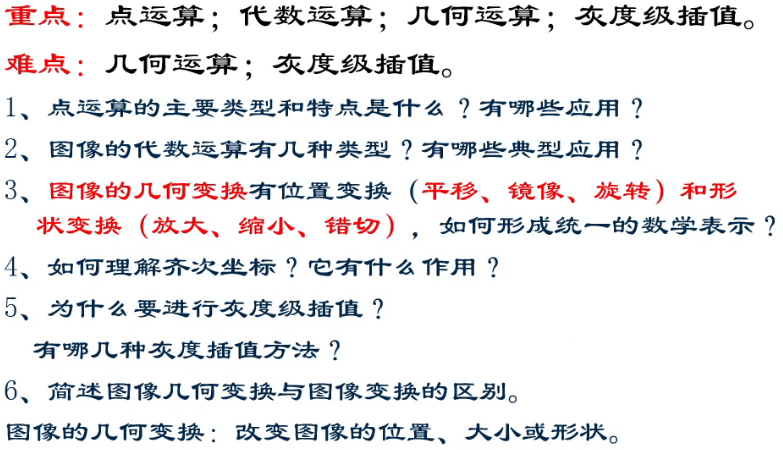 重点：点运算；代数运算；几何运算；灰度级插值。
难点：几何运算；灰度级插值。
1、点运算的主要类型和特点是什么？有哪些应用？
2、图像的代数运算有几种类型？有哪些典型应用？
3、图像的几何变换有位置变换（平移、镜像、旋转）和形
状变换（放大、缩小、错切），如何形成统一的数学表示？
4、如何理解齐次坐标？它有什么作用？
5、为什么要进行灰度级插值？
有哪几种灰度插值方法？
6、简述图像几何变换与图像变换的区别。
图像的几何变换：改变图像的位置、大小或形状。